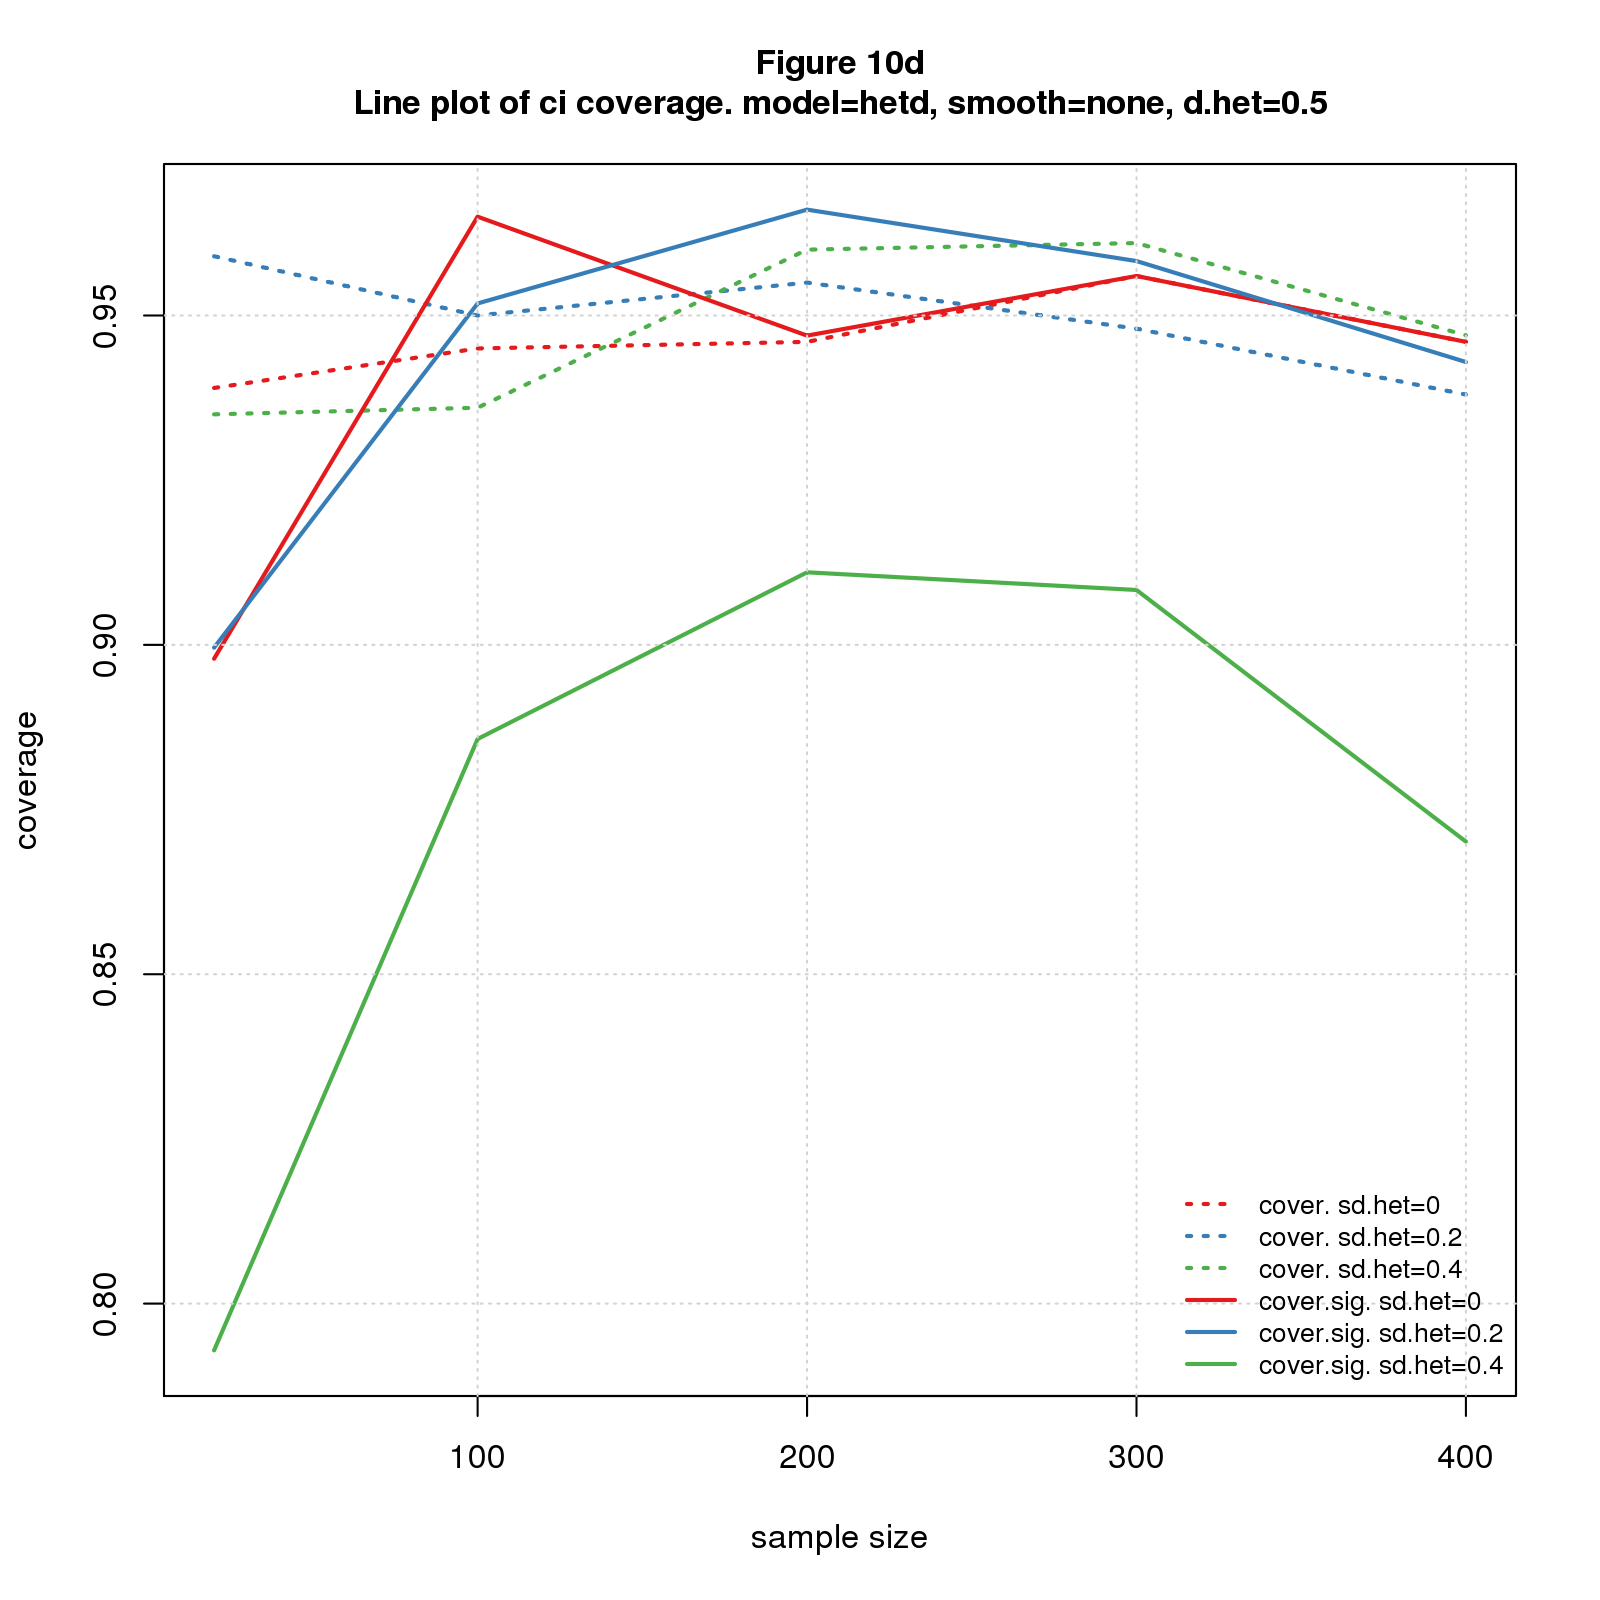 Figure 10d
Line plot of ci coverage. model=hetd, smooth=none, d.het=0.5
coverage
0.95
0.90
0.85
0.80
cover. sd.het=0
cover. sd.het=0.2
cover. sd.het=0.4
cover.sig. sd.het=0
cover.sig. sd.het=0.2
cover.sig. sd.het=0.4
100 200 300 400
sample size